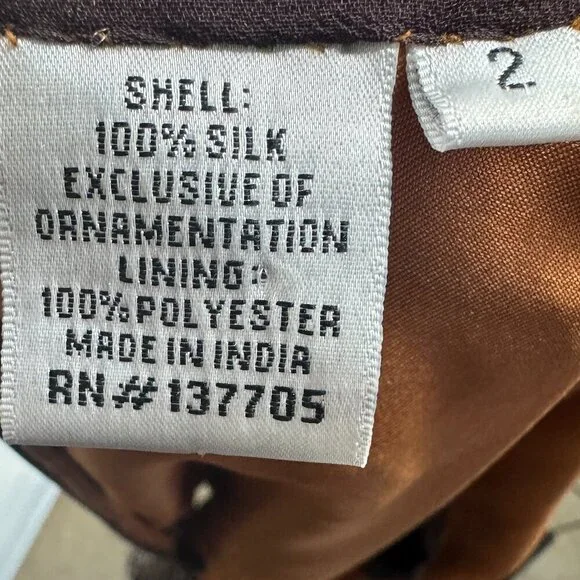 SHELL:
100% SILK
EXCLUSIVE OF
ORNAMENTATION
LINING:
100% POLYESTER
MADE IN INDIA
RN# 137705
2